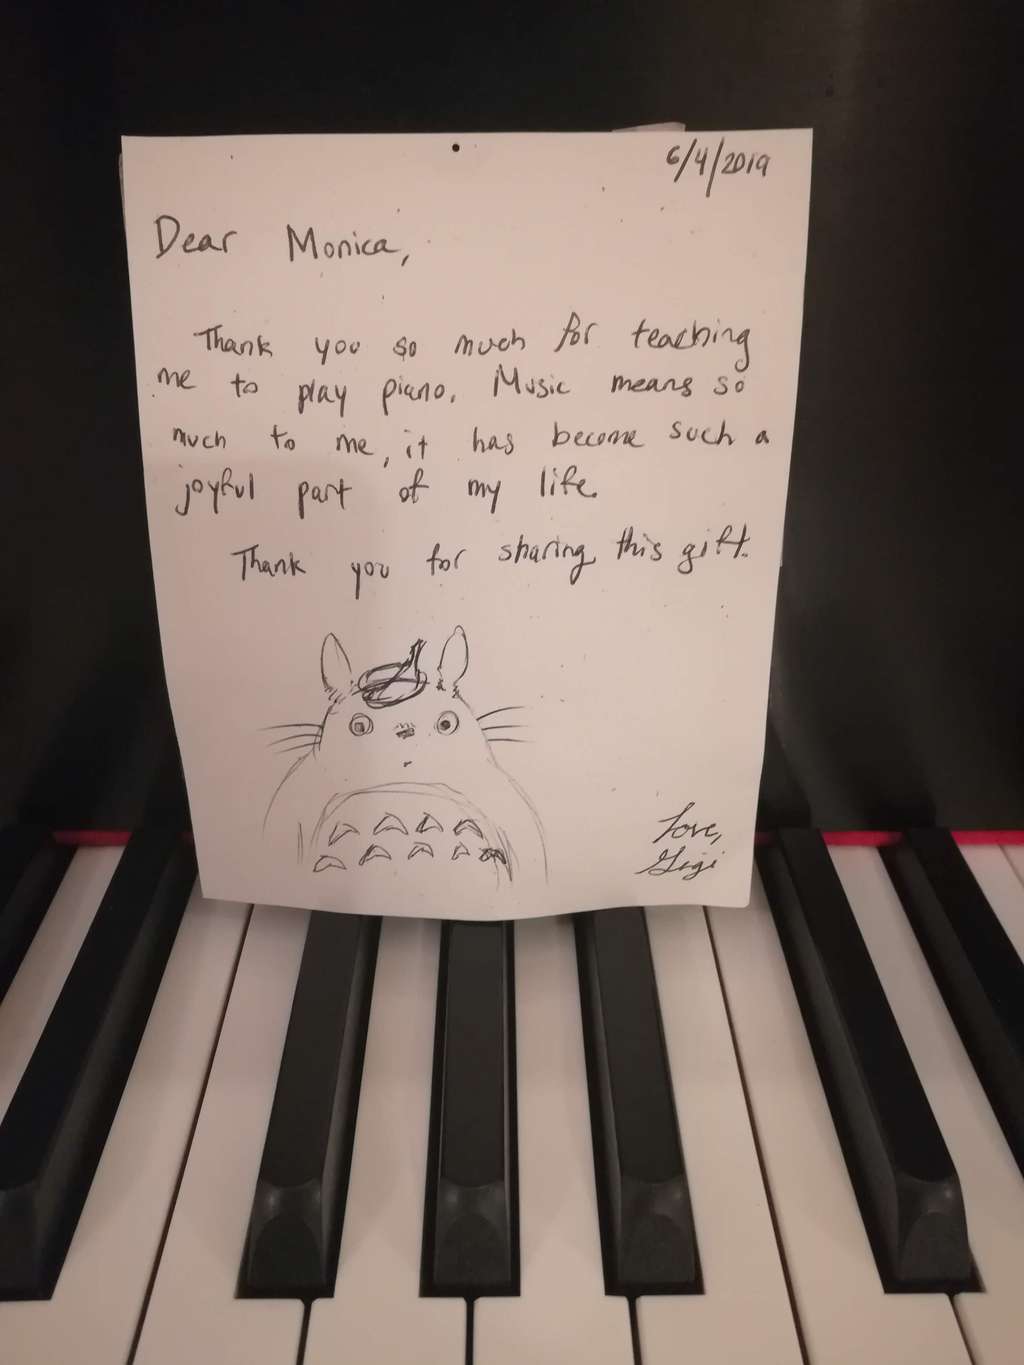 6/4/2019
Dear Monica,
Thank you so much for teaching
me to play piano. Music means so
much to me, it has become such a
joyful part of my life.
Thank you for sharing this gift.
Love,
Gigi